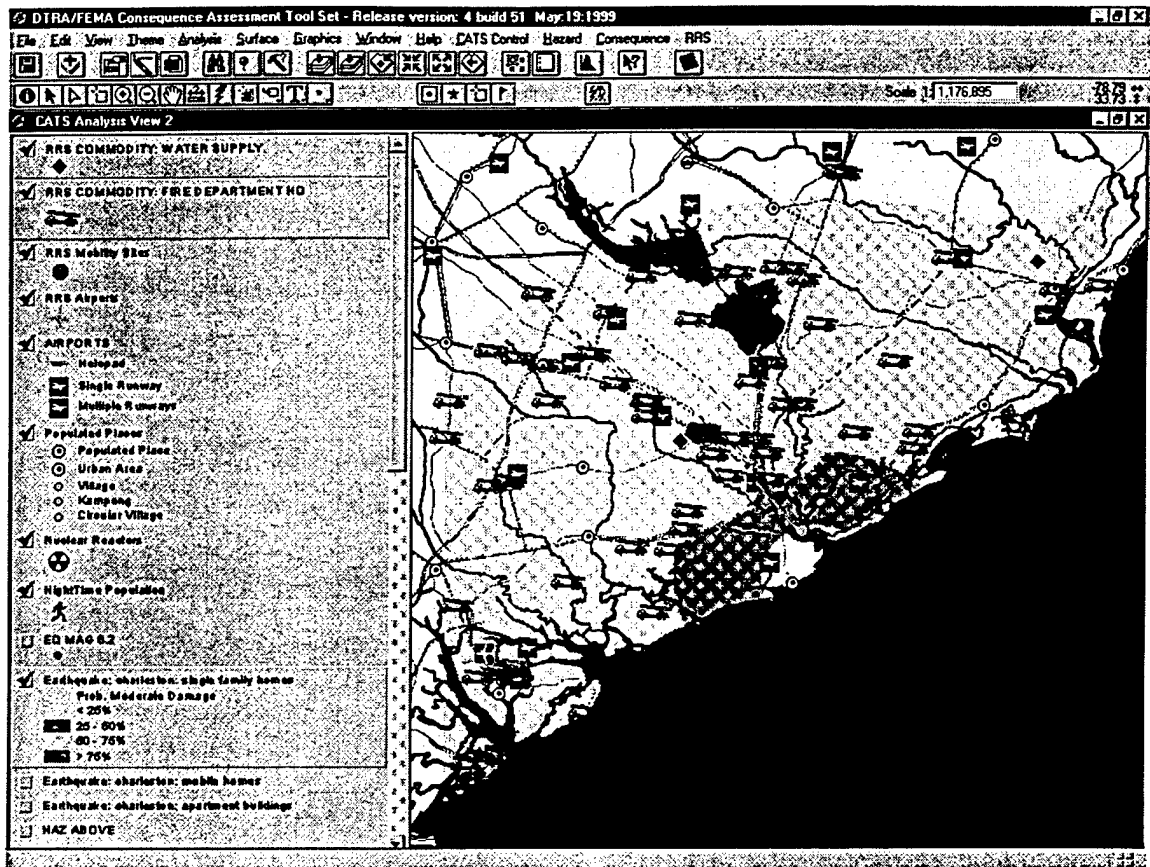 DTRA/FEMA Consequence Assessment Tool Set - Release version: 4 build 51 May:19:1999
File Edit View Theme Analysis Surface Graphics Window Help CATS Control Hazard Consequence RRS
Scale 1: 1,176,895
CATS Analysis View 2
RRS COMMODITY: WATER SUPPLY
RRS COMMODITY: FIRE DEPARTMENT HD
RRS Mobility Sites
RRS Airports
AIRPORTS
Helopad
Single Runway
Multiple Runways
Populated Places
Populated Place
Urban Area
Village
Kampong
Circular Village
Nuclear Reactors
NightTime Population
EQ MAG 6.2
Earthquake: charleston: single family homes
Prob. Moderate Damage
< 25%
25 - 60%
60 - 75%
> 75%
Earthquake: charleston: mobile homes
Earthquake: charleston: apartment buildings
HAZ ABOVE